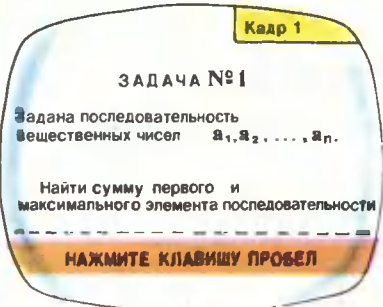 Кадр 1
ЗАДАЧА №1
Задана последовательность
вещественных чисел a₁, a₂, ..., aₙ.
Найти сумму первого и
максимального элемента последовательности
НАЖМИТЕ КЛАВИШУ ПРОБЕЛ